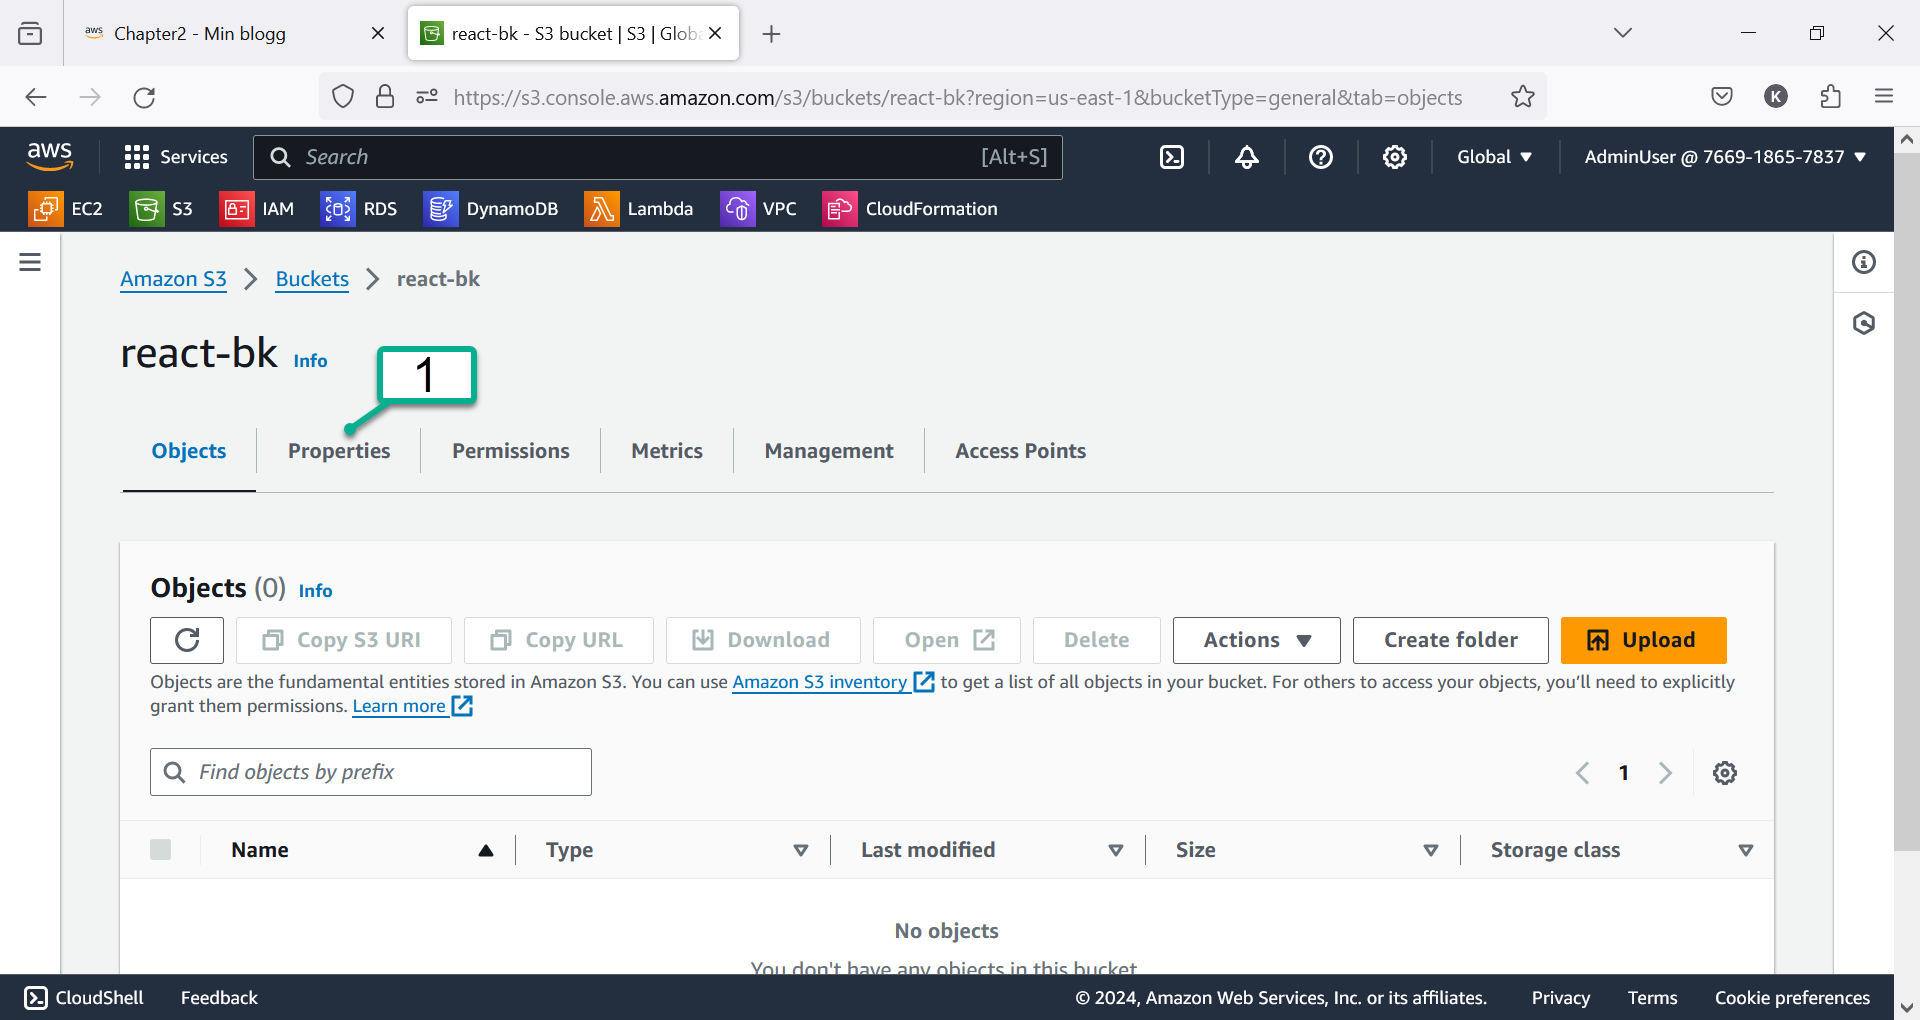 Chapter2 - Min blogg
react-bk - S3 bucket | S3 | Glob
https://s3.console.aws.amazon.com/s3/buckets/react-bk?region=us-east-1&bucketType=general&tab=objects
K
aws
Services
Search
[Alt+S]
Global
AdminUser @ 7669-1865-7837
EC2
S3
IAM
RDS
DynamoDB
Lambda
VPC
CloudFormation
Amazon S3
Buckets
react-bk
react-bk
Info
1
Objects
Properties
Permissions
Metrics
Management
Access Points
Objects (0)
Info
Copy S3 URI
Copy URL
Download
Open
Delete
Actions
Create folder
Upload
Objects are the fundamental entities stored in Amazon S3. You can use Amazon S3 inventory to get a list of all objects in your bucket. For others to access your objects, you’ll need to explicitly
grant them permissions. Learn more
Find objects by prefix
1
Name
Type
Last modified
Size
Storage class
No objects
You don't have any objects in this bucket
CloudShell
Feedback
© 2024, Amazon Web Services, Inc. or its affiliates.
Privacy
Terms
Cookie preferences